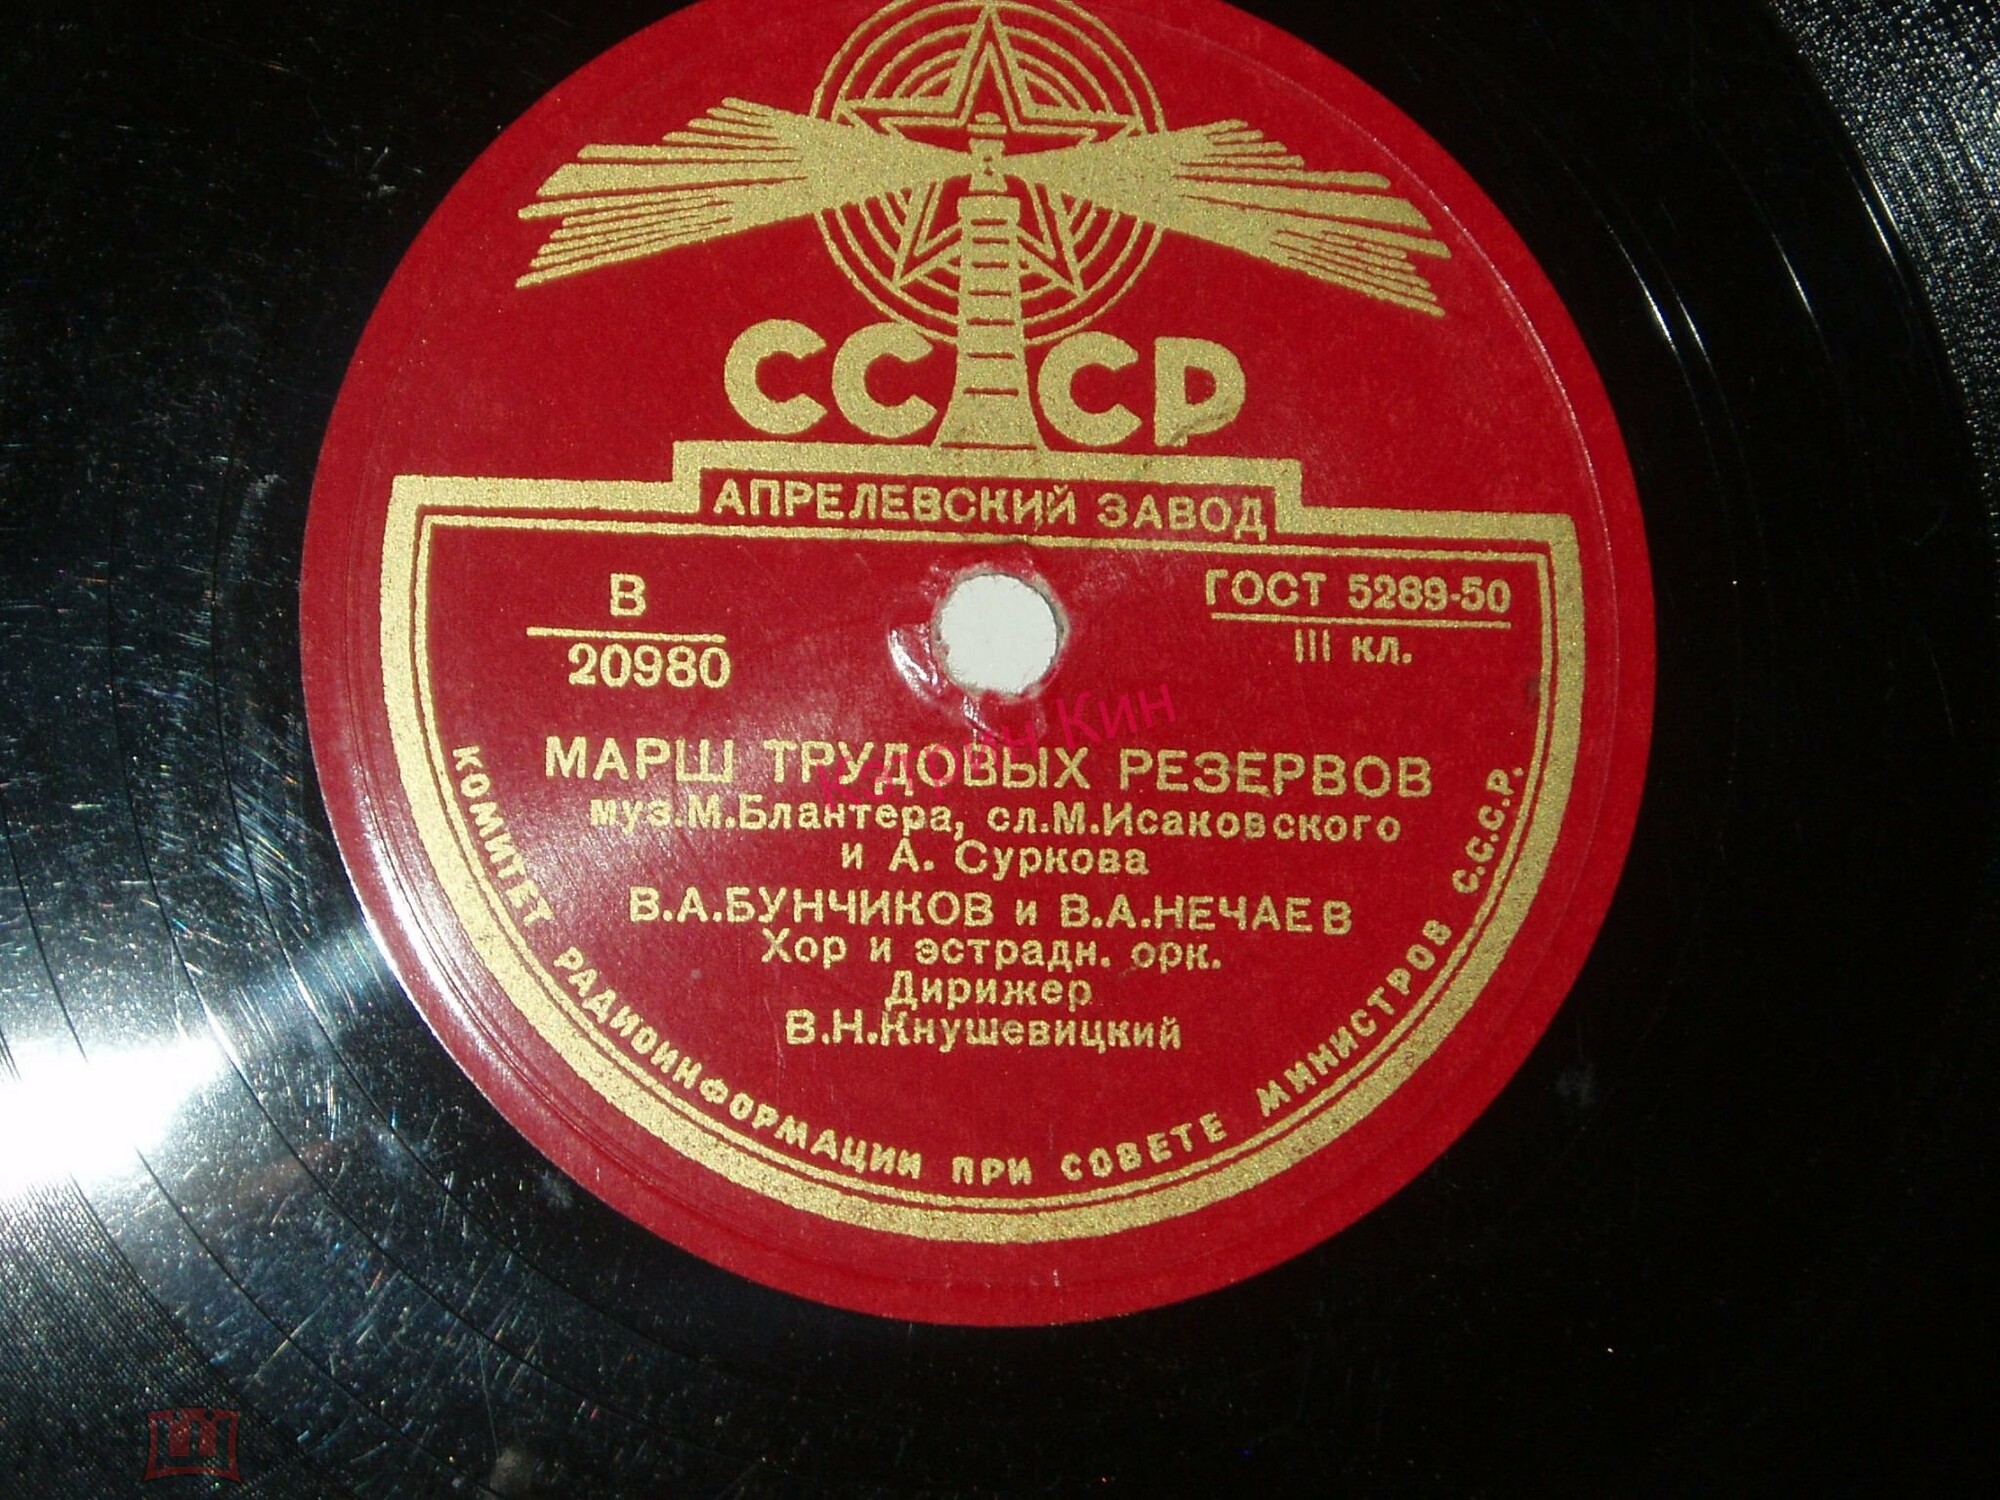 СССР
АПРЕЛЕВСКИЙ ЗАВОД
В
20980
ГОСТ 5289-50
III кл.
МАРШ ТРУДОВЫХ РЕЗЕРВОВ
муз.М.Блантера, сл.М.Исаковского
и А. Суркова
В.А.БУНЧИКОВ и В.А.НЕЧАЕВ
Хор и эстрадн. орк.
Дирижер
В.Н.Кнушевицкий
КОМИТЕТ РАДИОИНФОРМАЦИИ ПРИ СОВЕТЕ МИНИСТРОВ С.С.С.Р.
Кин